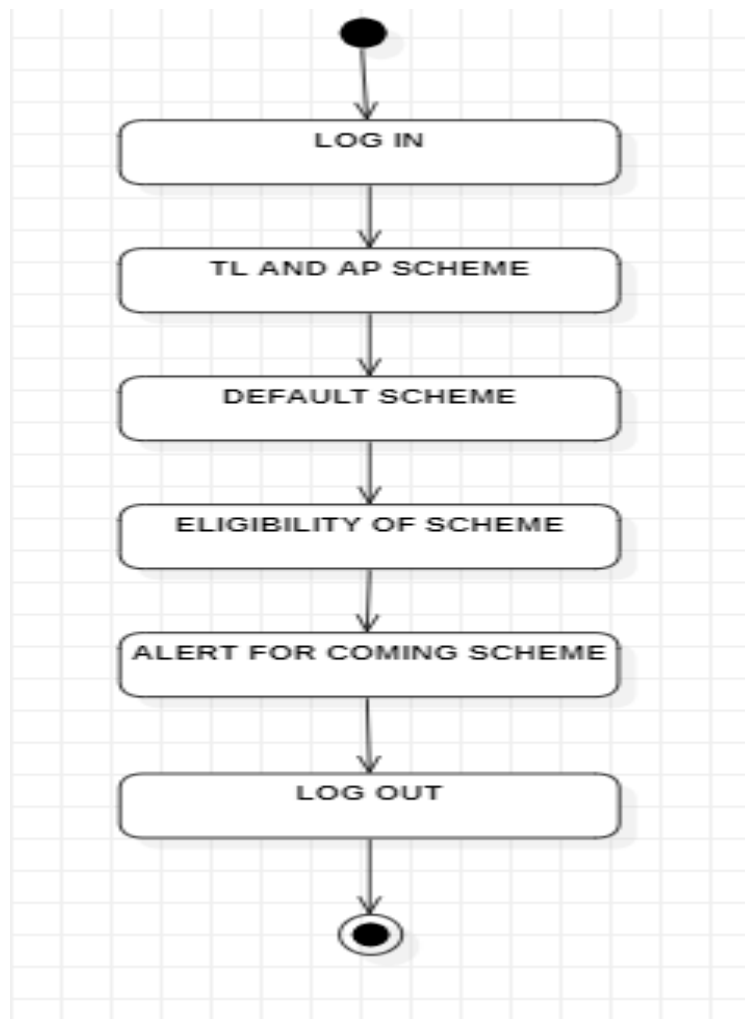 LOG IN
TL AND AP SCHEME
DEFAULT SCHEME
ELIGIBILITY OF SCHEME
ALERT FOR COMING SCHEME
LOG OUT